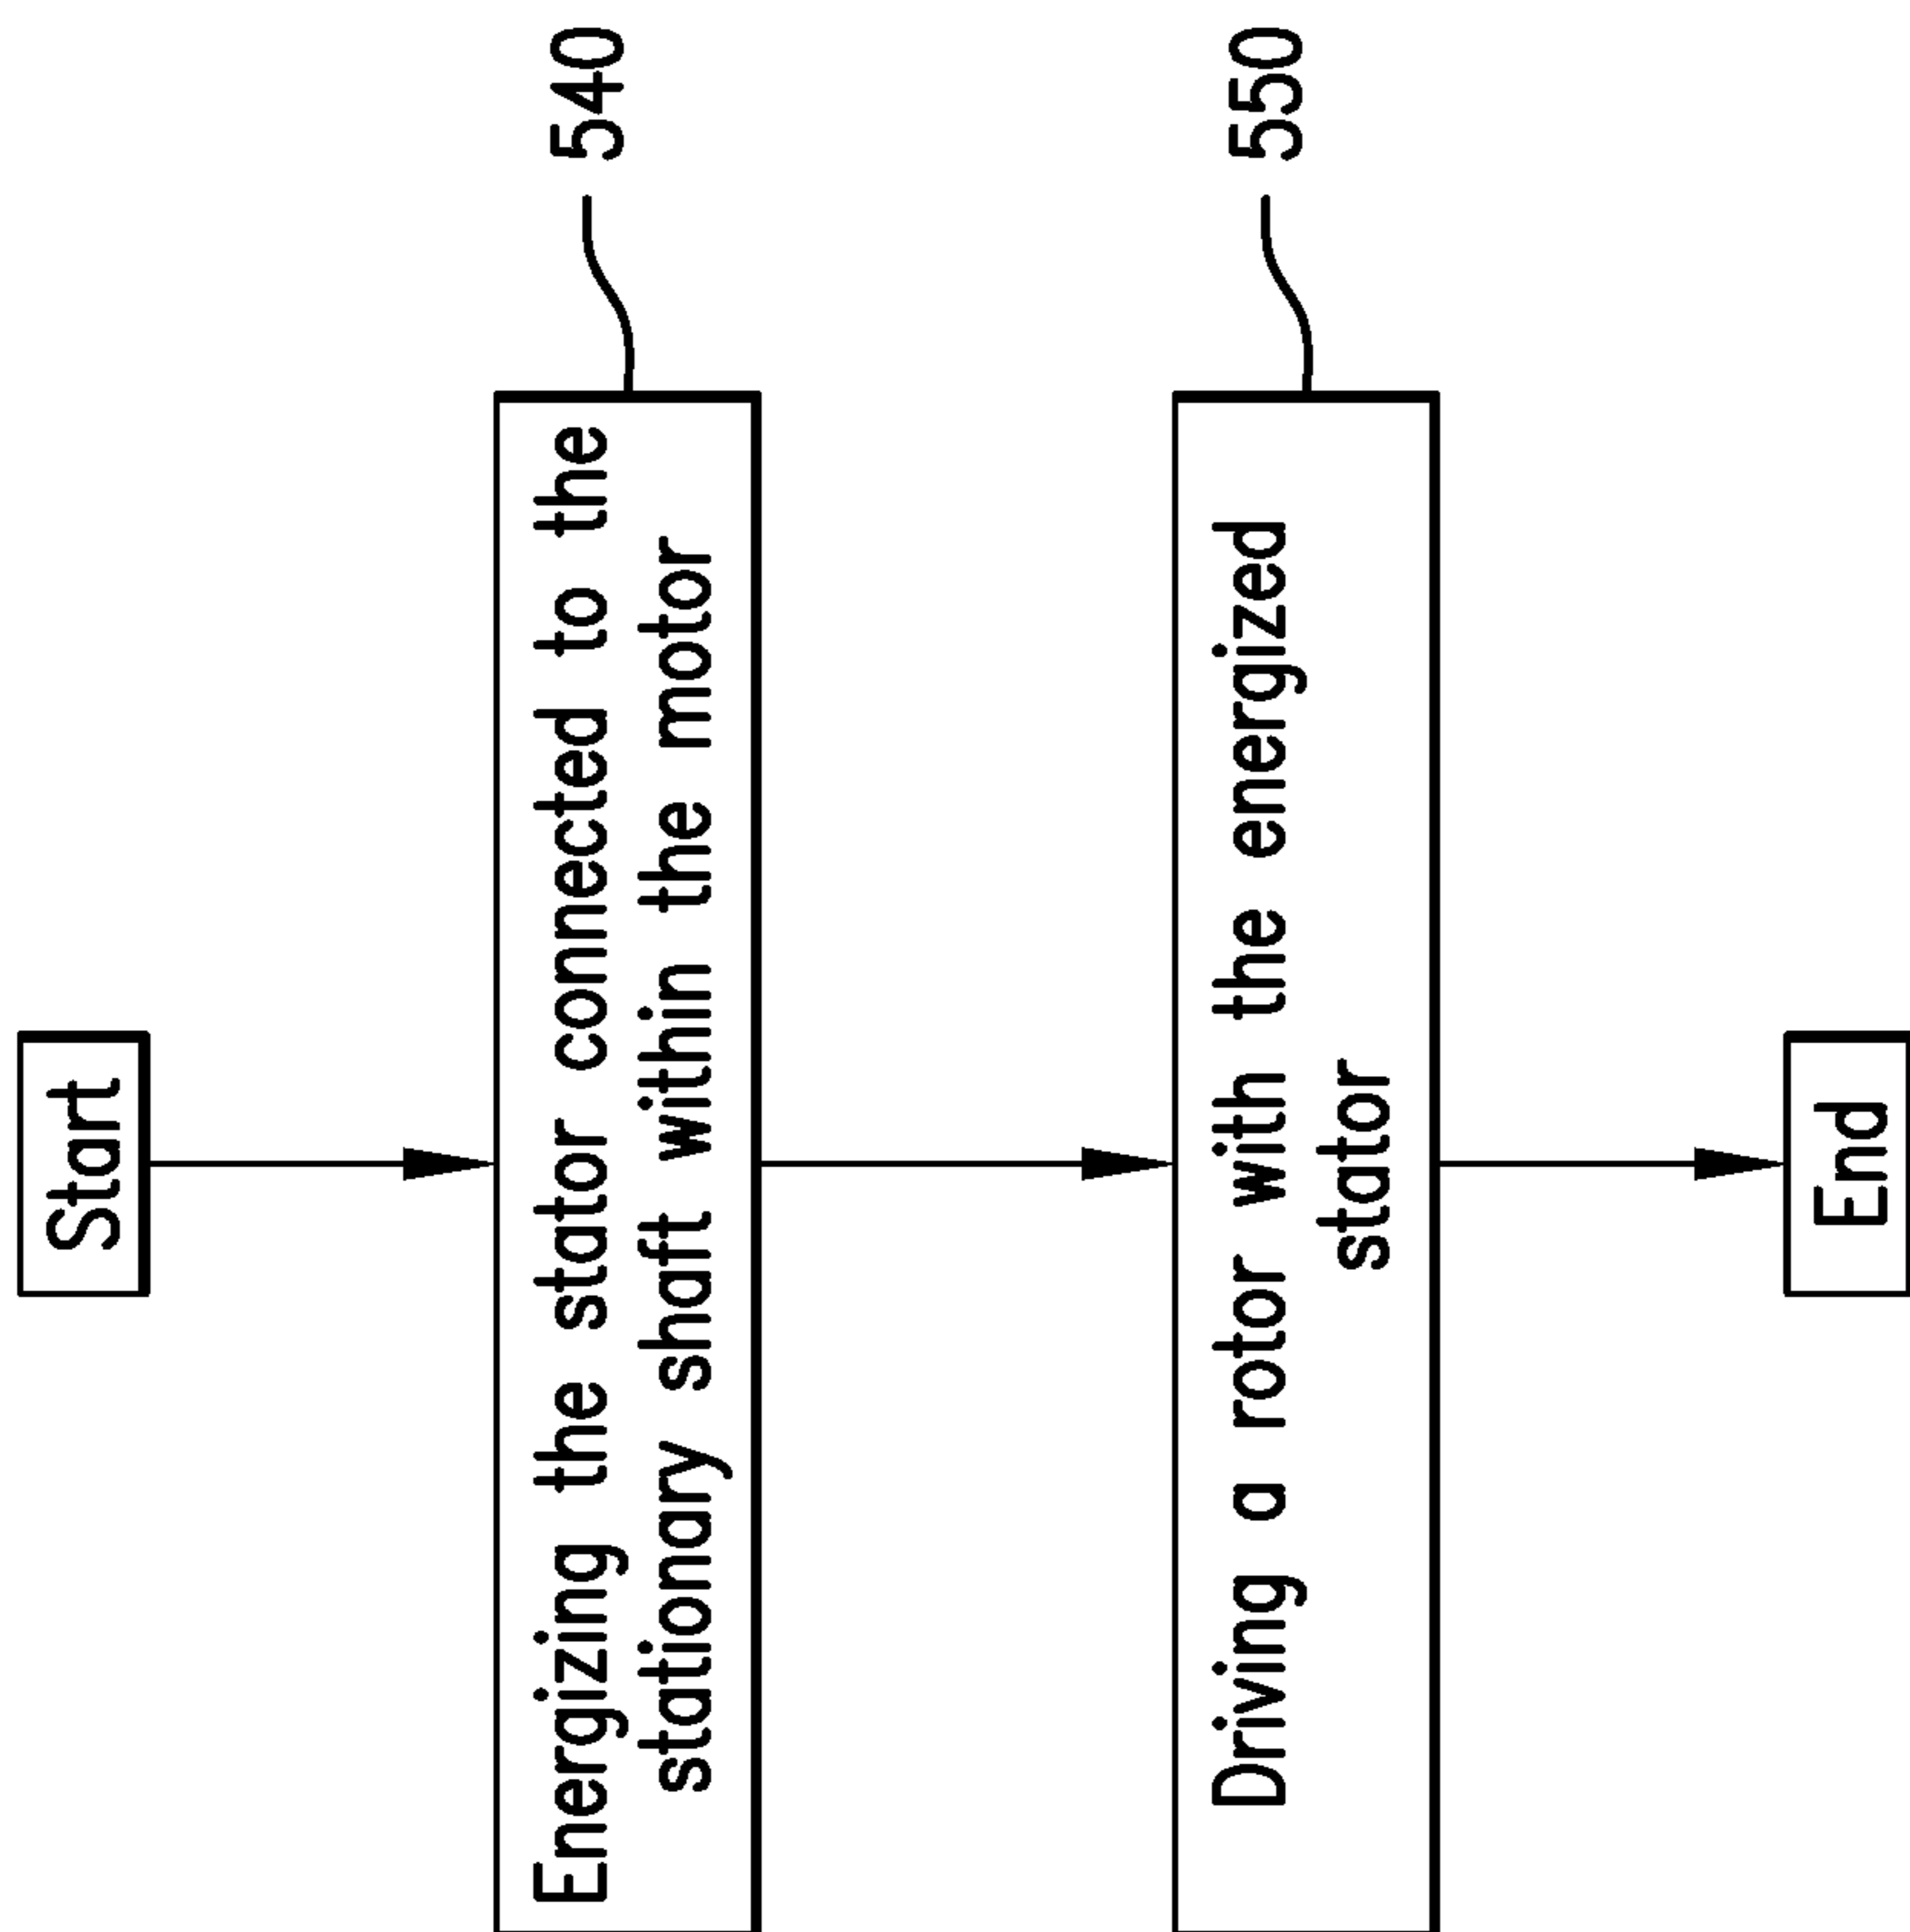 Start
Energizing the stator connected to the
stationary shaft within the motor
540
Driving a rotor with the energized
stator
550
End